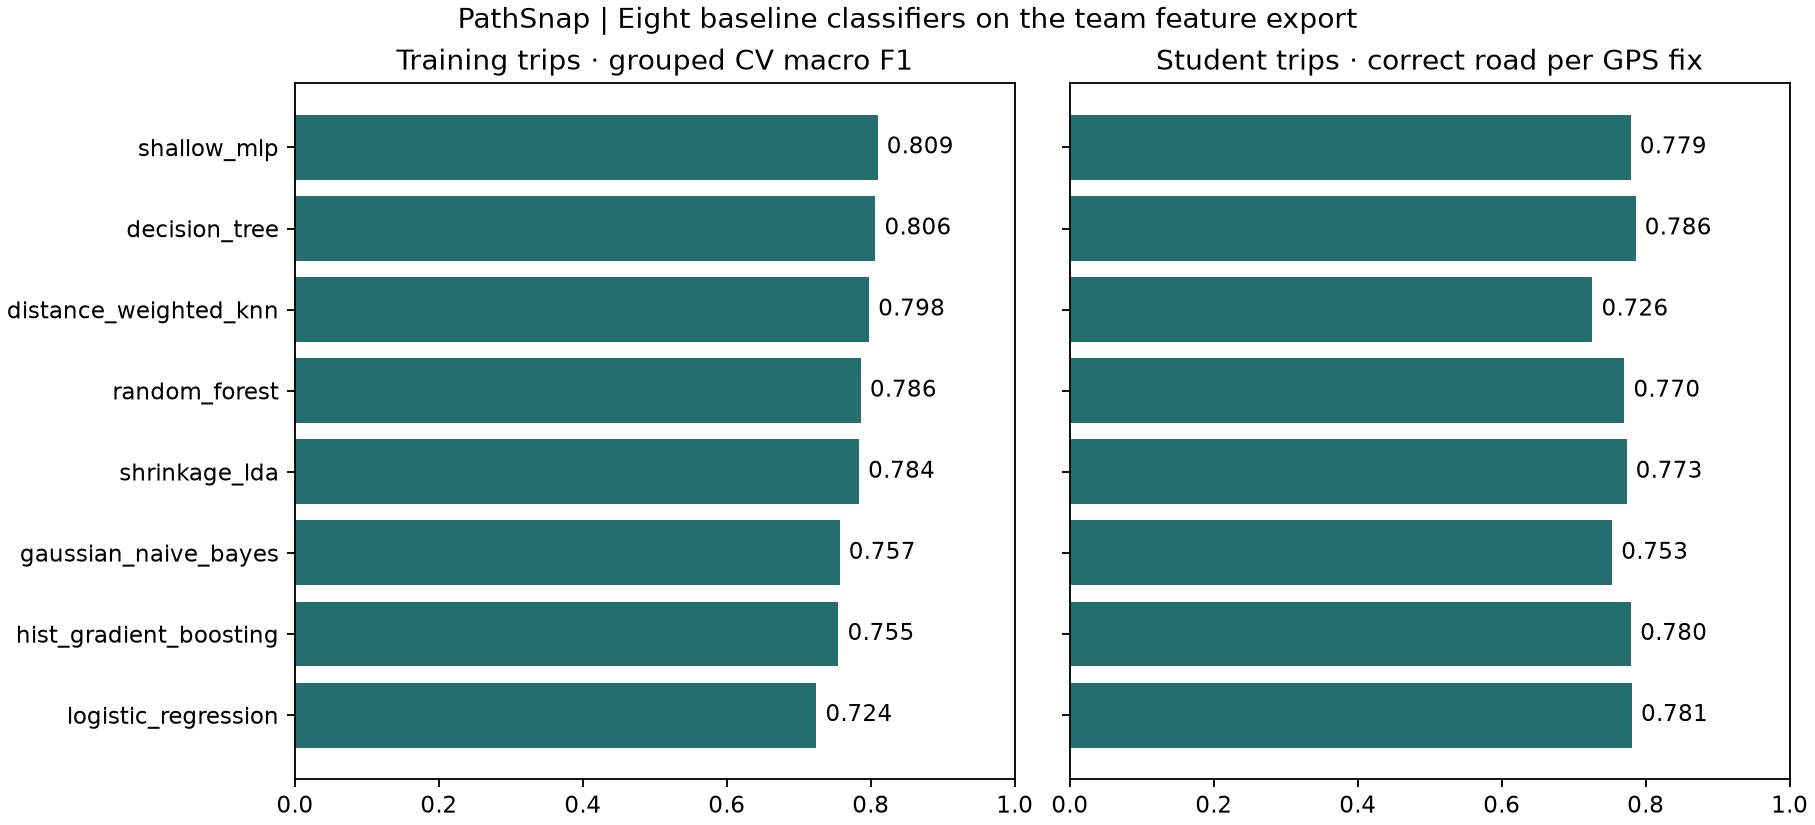 PathSnap | Eight baseline classifiers on the team feature export
Training trips · grouped CV macro F1
shallow_mlp
0.809
decision_tree
0.806
distance_weighted_knn
0.798
random_forest
0.786
shrinkage_lda
0.784
gaussian_naive_bayes
0.757
hist_gradient_boosting
0.755
logistic_regression
0.724
0.0 0.2 0.4 0.6 0.8 1.0
Student trips · correct road per GPS fix
0.779
0.786
0.726
0.770
0.773
0.753
0.780
0.781
0.0 0.2 0.4 0.6 0.8 1.0